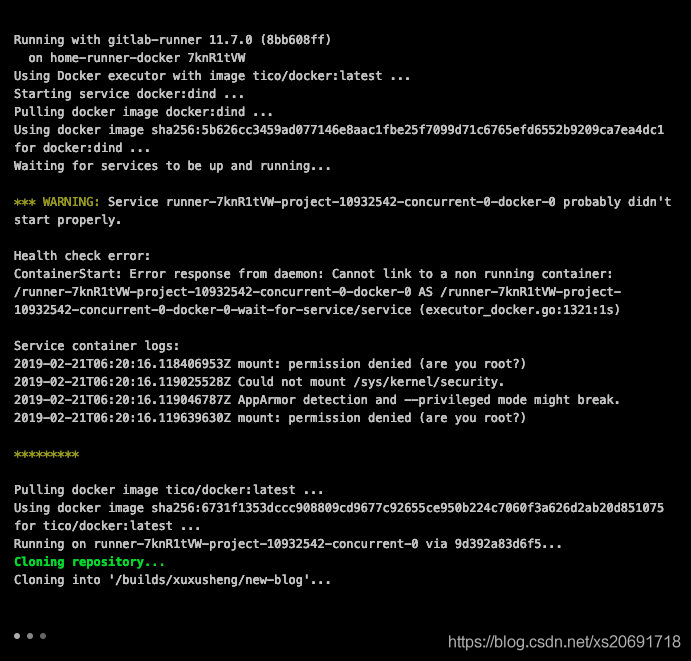 Running with gitlab-runner 11.7.0 (8bb608ff)
on home-runner-docker 7knR1tVW
Using Docker executor with image tico/docker:latest ...
Starting service docker:dind ...
Pulling docker image docker:dind ...
Using docker image sha256:5b626cc3459ad077146e8aac1fbe25f7099d71c6765efd6552b9209ca7ea4dc1
for docker:dind ...
Waiting for services to be up and running...
*** WARNING: Service runner-7knR1tVW-project-10932542-concurrent-0-docker-0 probably didn't
start properly.
Health check error:
ContainerStart: Error response from daemon: Cannot link to a non running container:
/runner-7knR1tVW-project-10932542-concurrent-0-docker-0 AS /runner-7knR1tVW-project-
10932542-concurrent-0-docker-0-wait-for-service/service (executor_docker.go:1321:1s)
Service container logs:
2019-02-21T06:20:16.118406953Z mount: permission denied (are you root?)
2019-02-21T06:20:16.119025528Z Could not mount /sys/kernel/security.
2019-02-21T06:20:16.119046787Z AppArmor detection and --privileged mode might break.
2019-02-21T06:20:16.119639630Z mount: permission denied (are you root?)
*********
Pulling docker image tico/docker:latest ...
Using docker image sha256:6731f1353dccc908809cd9677c92655ce950b224c7060f3a626d2ab20d851075
for tico/docker:latest ...
Running on runner-7knR1tVW-project-10932542-concurrent-0 via 9d392a83d6f5...
Cloning repository...
Cloning into '/builds/xuxusheng/new-blog'...
https://blog.csdn.net/xs20691718